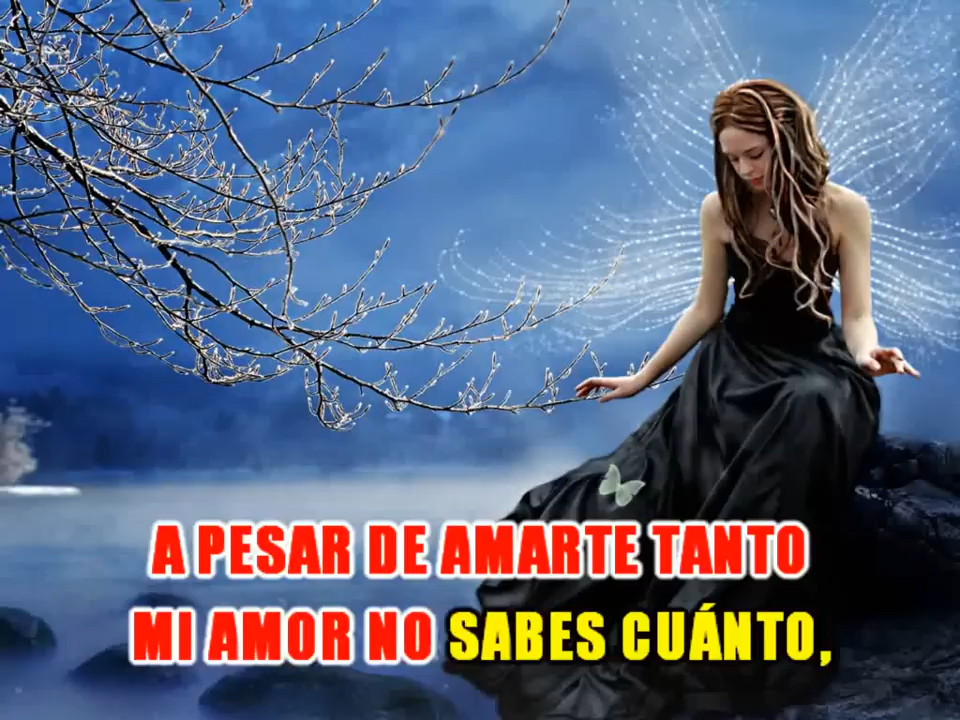 A PESAR DE AMARTE TANTO
MI AMOR NO SABES CUÁNTO,